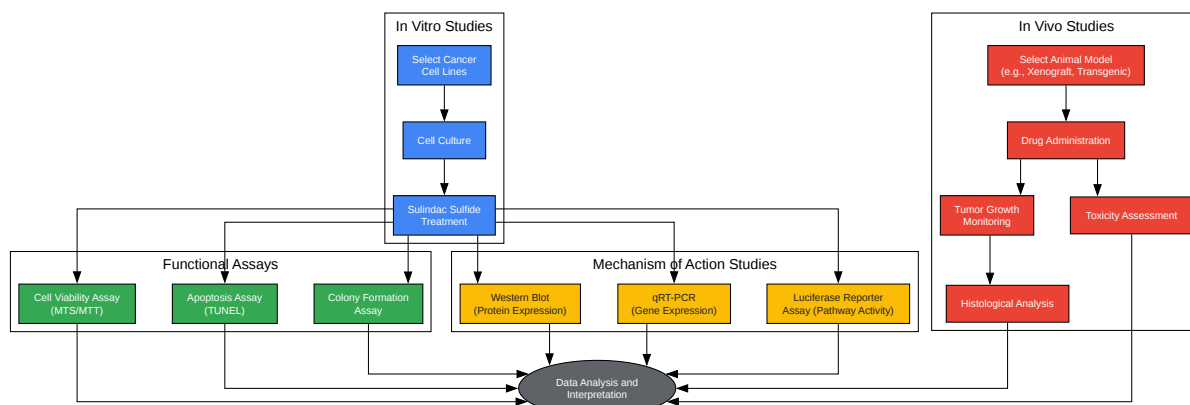 In Vitro Studies
Select Cancer
Cell Lines
Cell Culture
Sulindac Sulfide
Treatment
Functional Assays
Cell Viability Assay
(MTS/MTT)
Apoptosis Assay
(TUNEL)
Colony Formation
Assay
Mechanism of Action Studies
Western Blot
(Protein Expression)
qRT-PCR
(Gene Expression)
Luciferase Reporter
Assay (Pathway Activity)
In Vivo Studies
Select Animal Model
(e.g., Xenograft, Transgenic)
Drug Administration
Tumor Growth
Monitoring
Toxicity Assessment
Histological Analysis
Data Analysis and
Interpretation